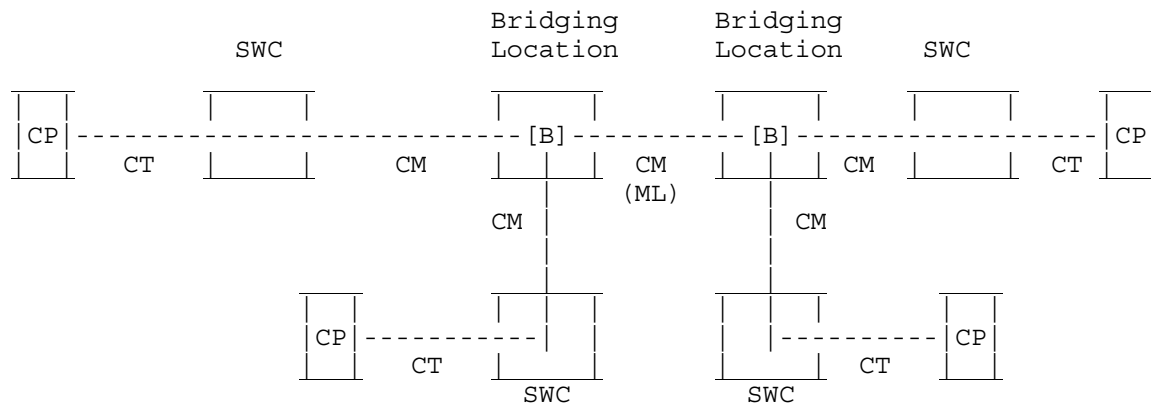 Bridging Bridging
SWC Location Location SWC
CP [B] [B] CP
CT CM CM CM CT
(ML)
CM CM
CP CP
CT CT
SWC SWC